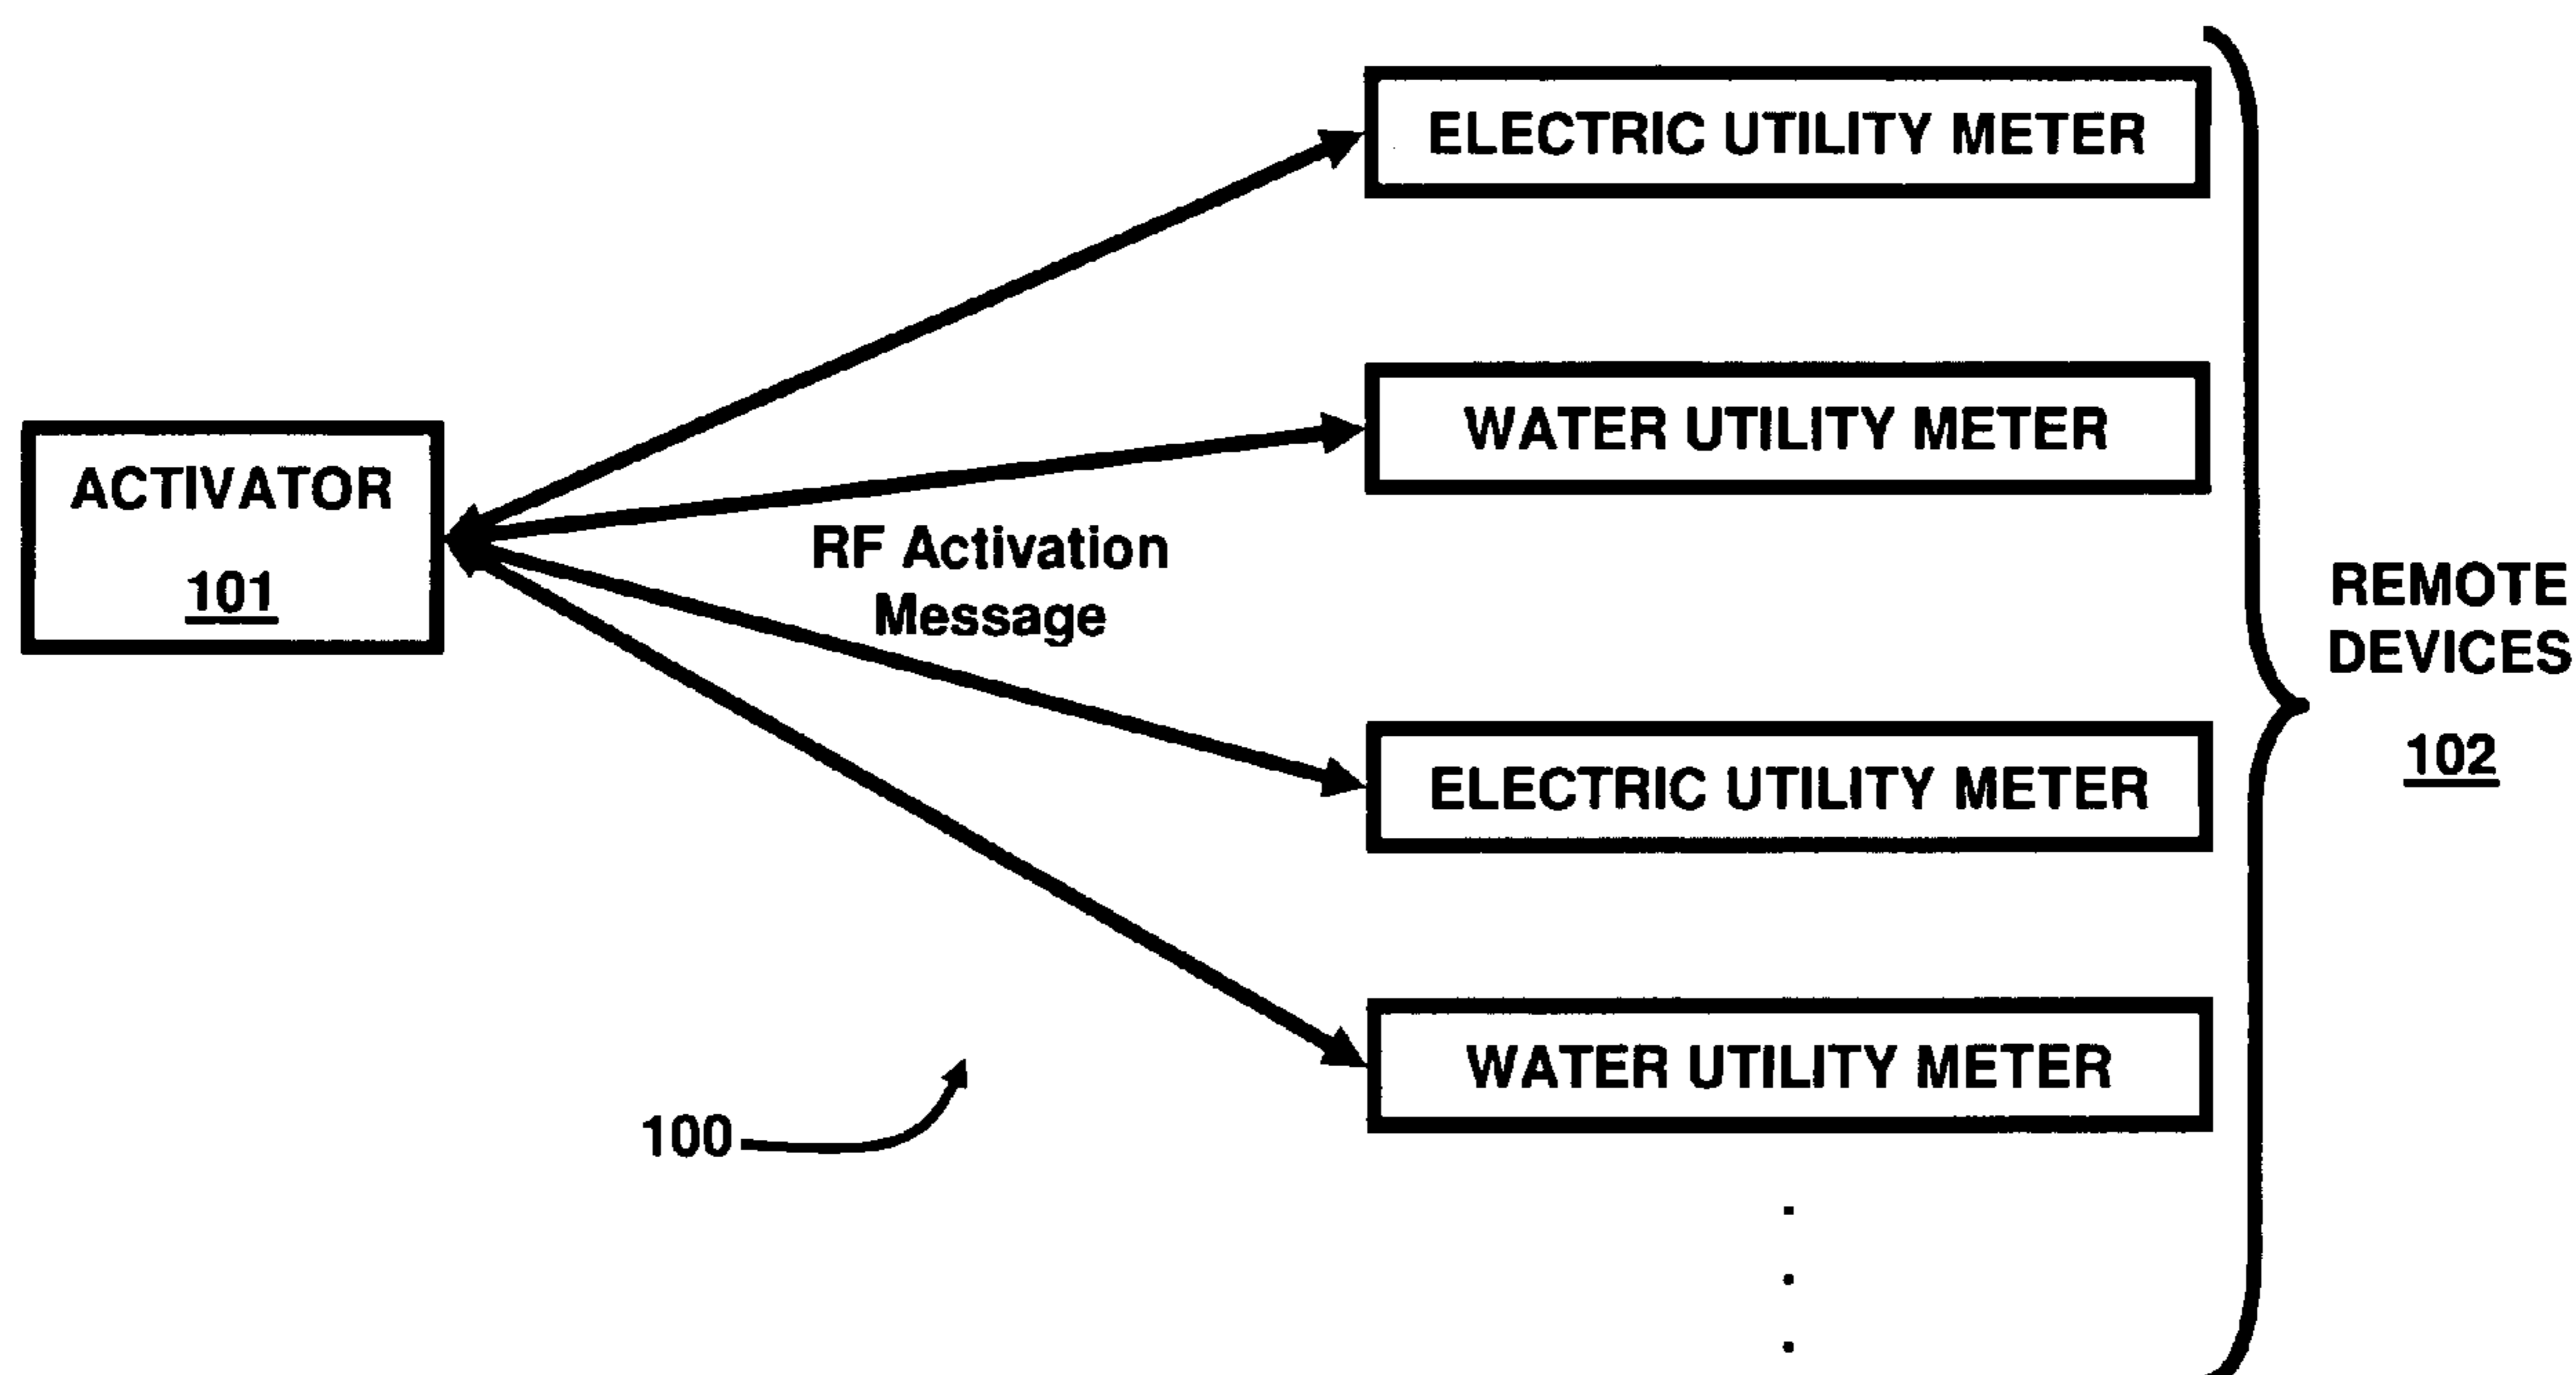 ELECTRIC UTILITY METER
WATER UTILITY METER
ACTIVATOR
101
RF Activation
Message
REMOTE
DEVICES
102
ELECTRIC UTILITY METER
WATER UTILITY METER
100